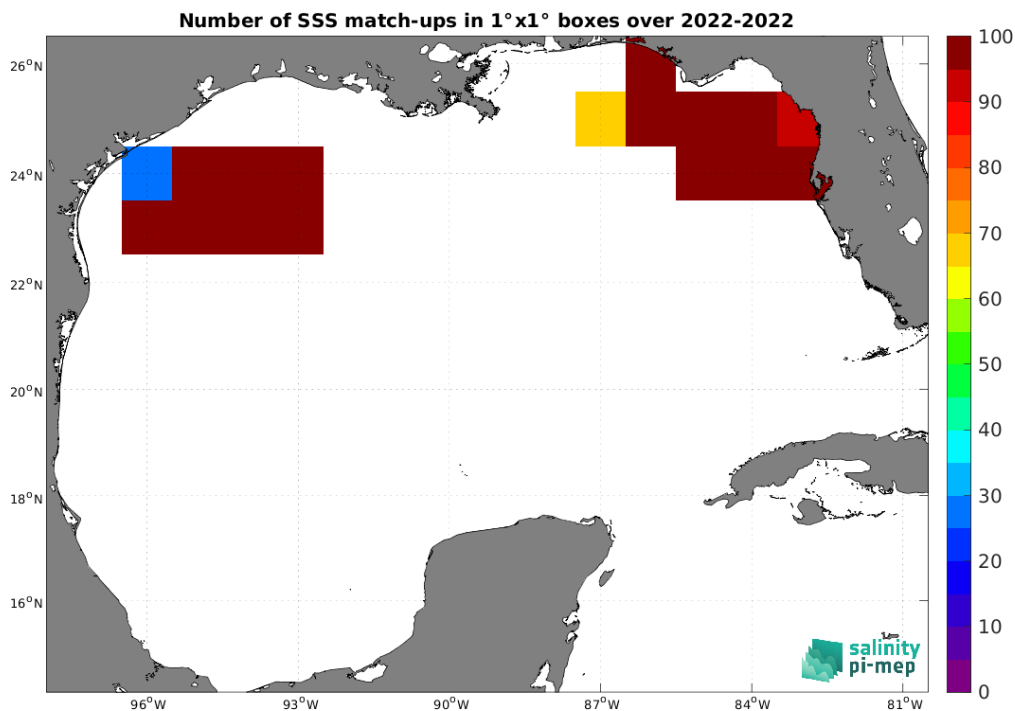 Number of SSS match-ups in 1°x1° boxes over 2022-2022
26°N
24°N
22°N
20°N
18°N
16°N
96°W
93°W
90°W
87°W
84°W
81°W
100
90
80
70
60
50
40
30
20
10
0
salinity
pi-mep